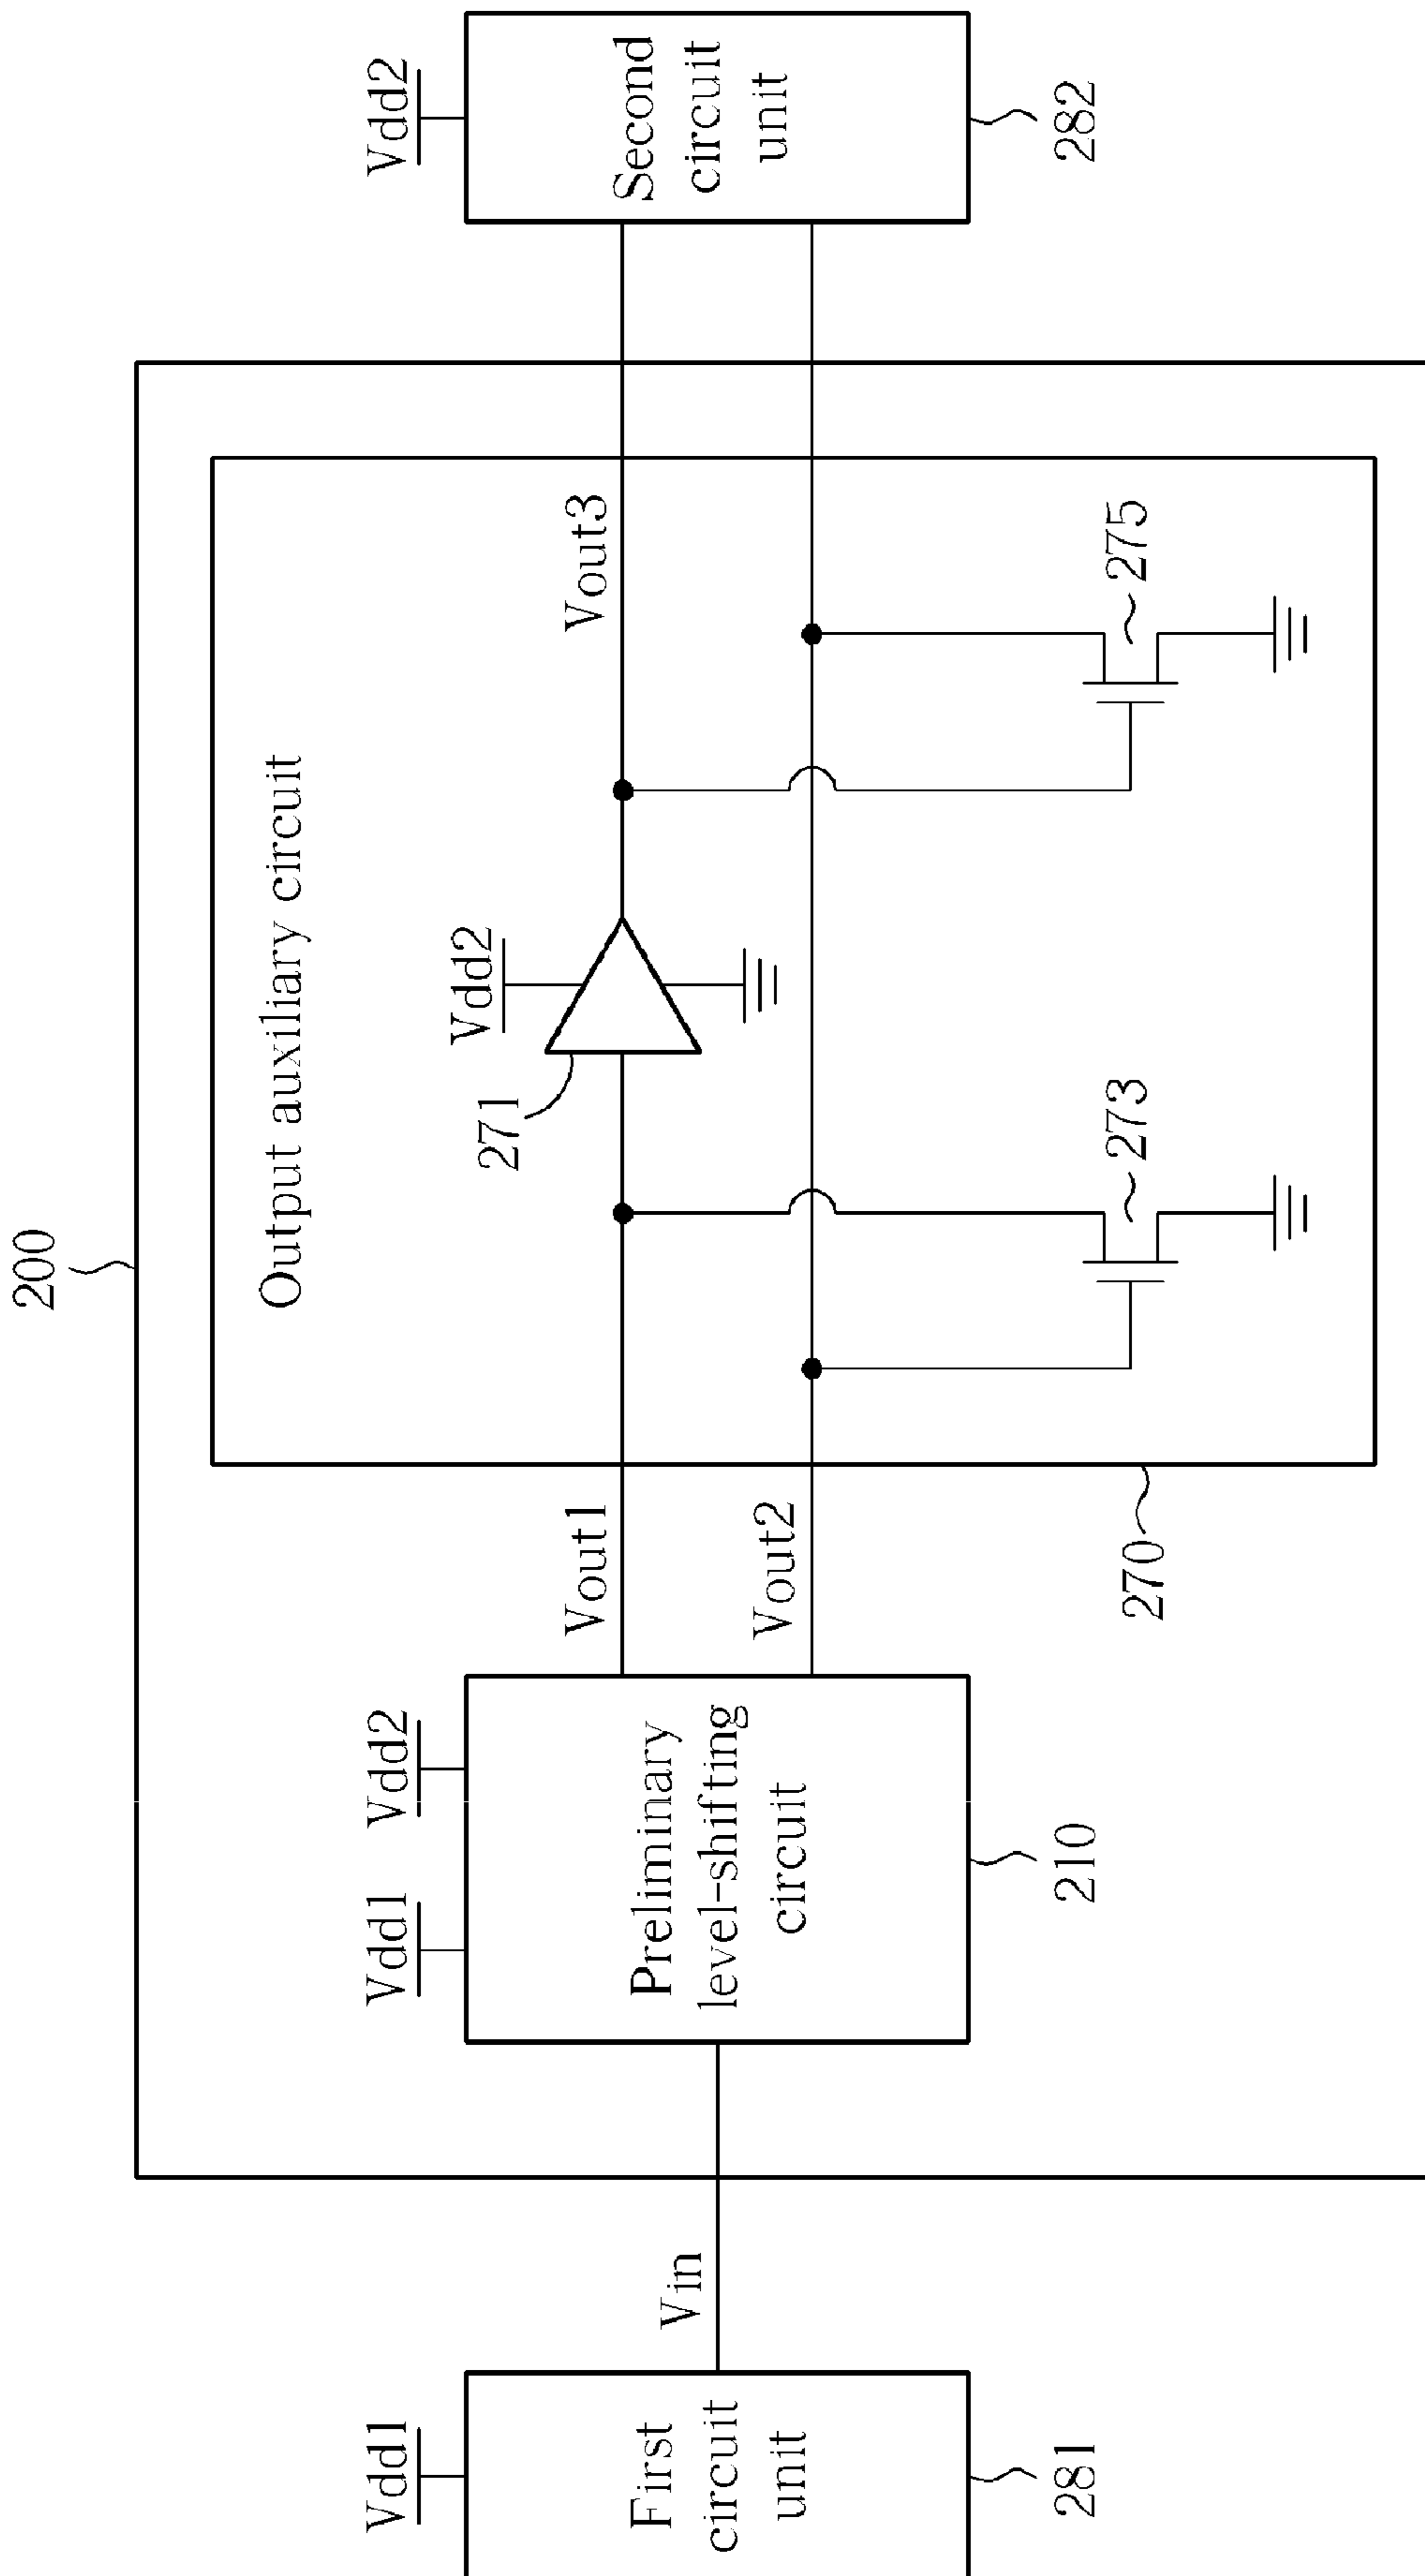 200
Output auxiliary circuit
Vdd1
Vdd1
Vdd2
Vdd2
Vdd2
271
First
circuit
unit
Vin
Preliminary
level-shifting
circuit
Vout1
Vout2
Vout3
Second
circuit
unit
273
275
281
210
270
282